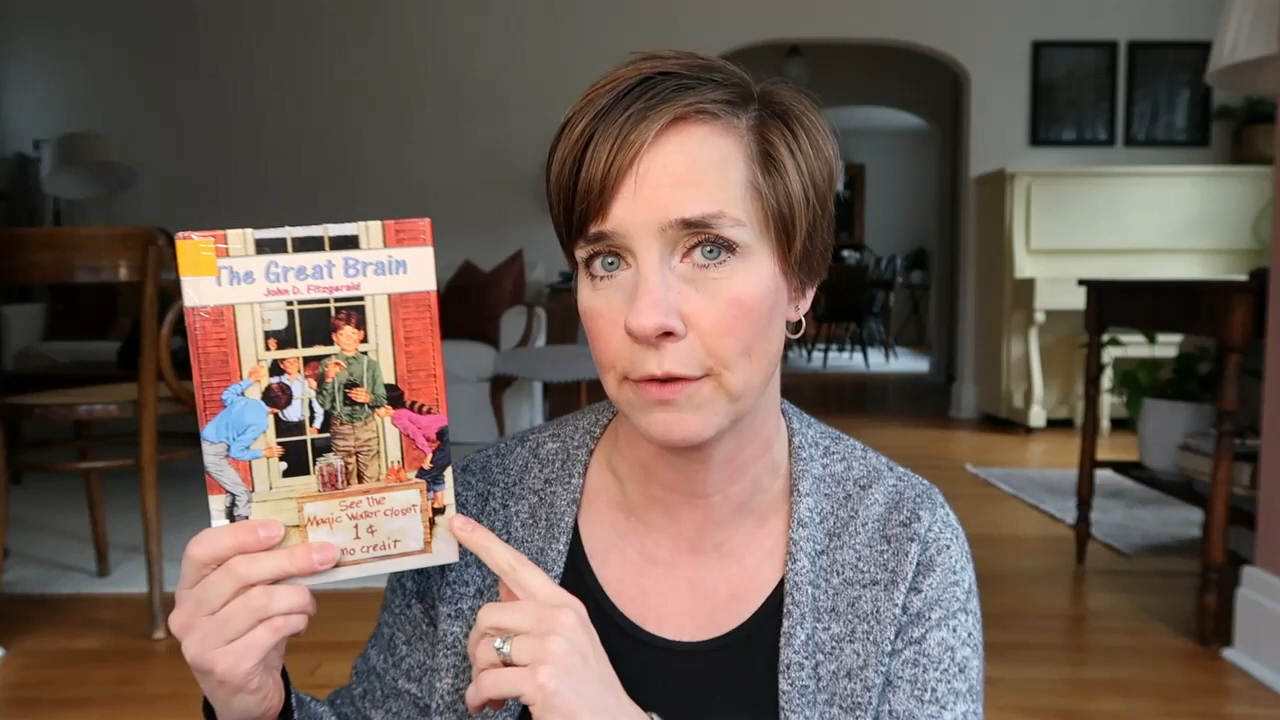 The Great Brain
John D. Fitzgerald
See the
Magic Water Closet
1 ¢
no credit